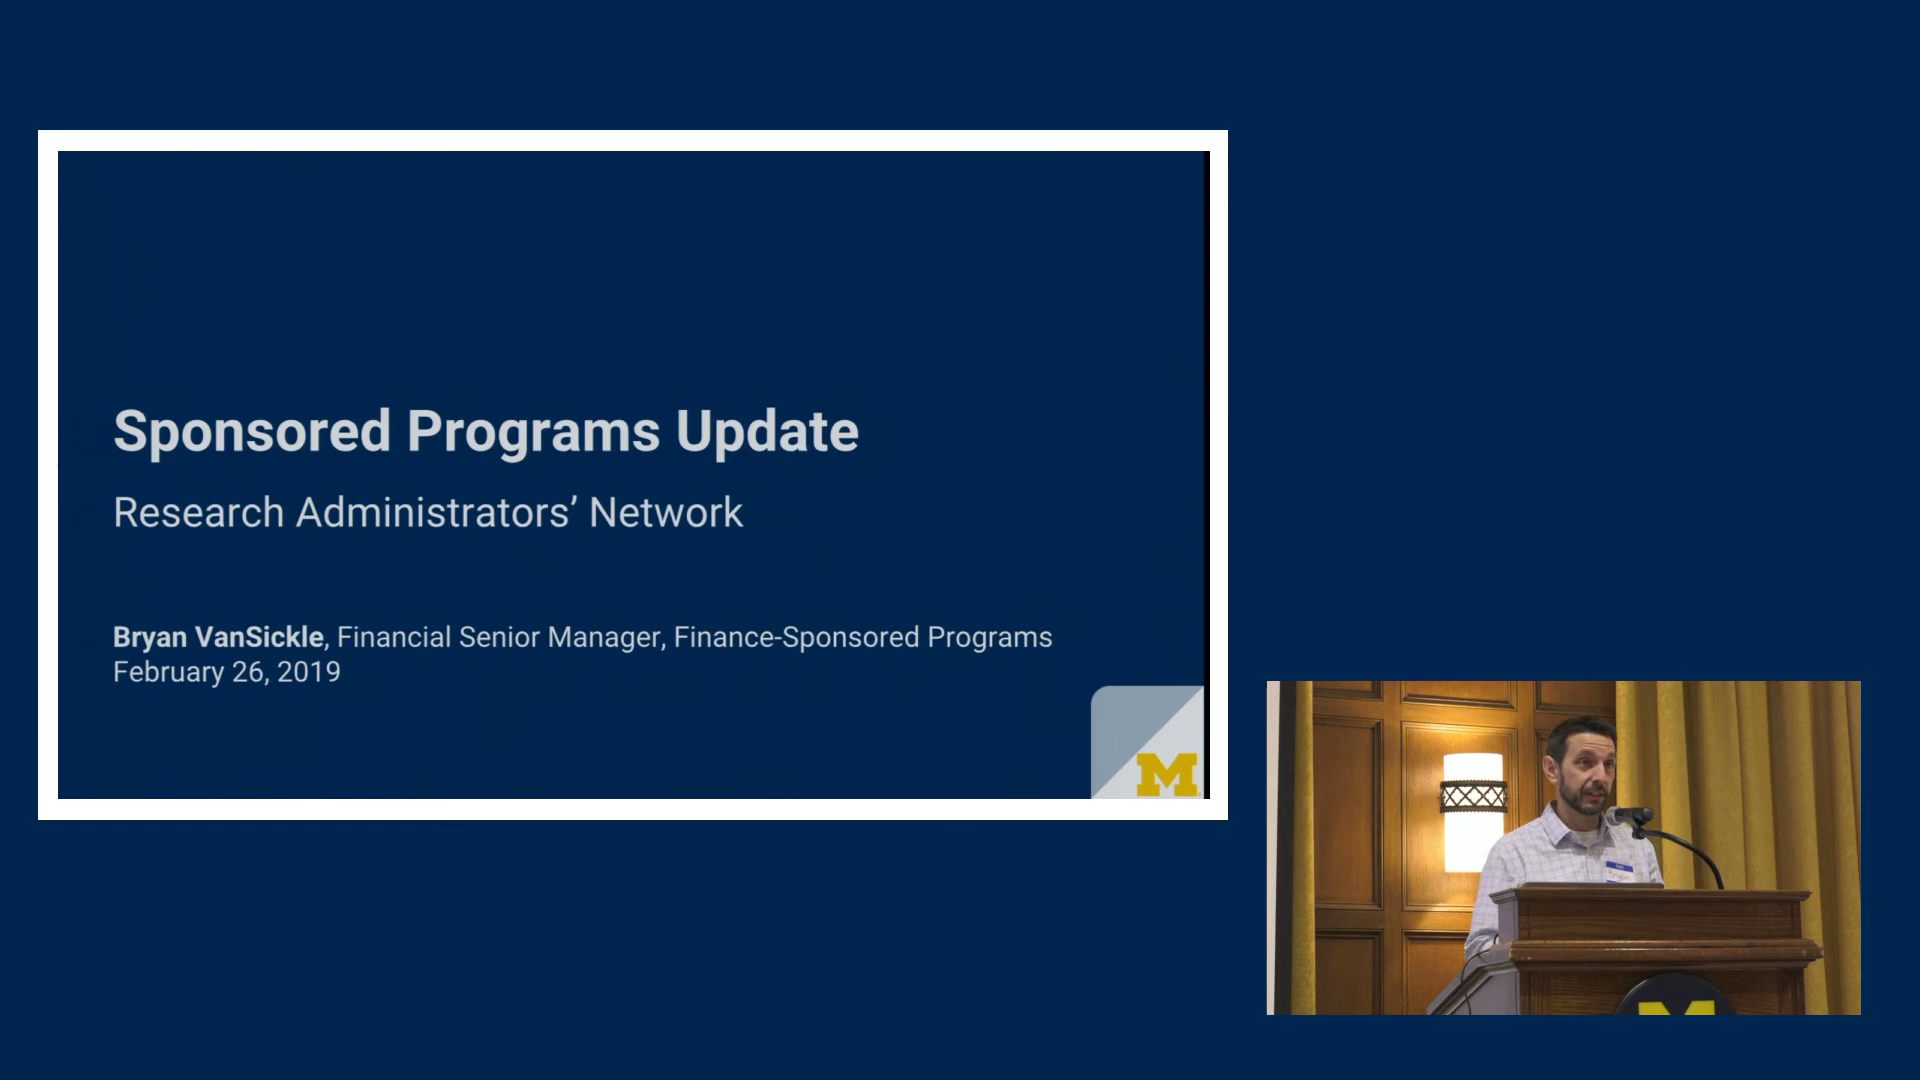 Sponsored Programs Update
Research Administrators’ Network
Bryan VanSickle, Financial Senior Manager, Finance-Sponsored Programs
February 26, 2019
M
M